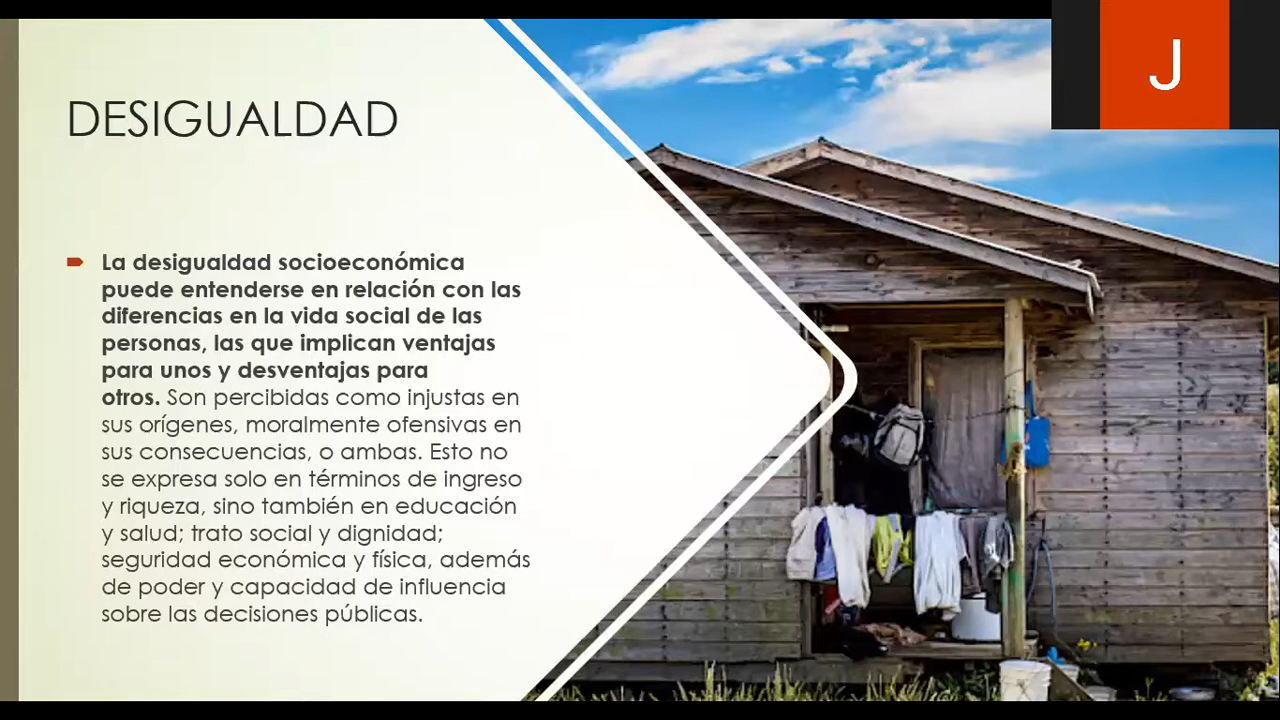 J
DESIGUALDAD
La desigualdad socioeconómica
puede entenderse en relación con las
diferencias en la vida social de las
personas, las que implican ventajas
para unos y desventajas para
otros. Son percibidas como injustas en
sus orígenes, moralmente ofensivas en
sus consecuencias, o ambas. Esto no
se expresa solo en términos de ingreso
y riqueza, sino también en educación
y salud; trato social y dignidad;
seguridad económica y física, además
de poder y capacidad de influencia
sobre las decisiones públicas.